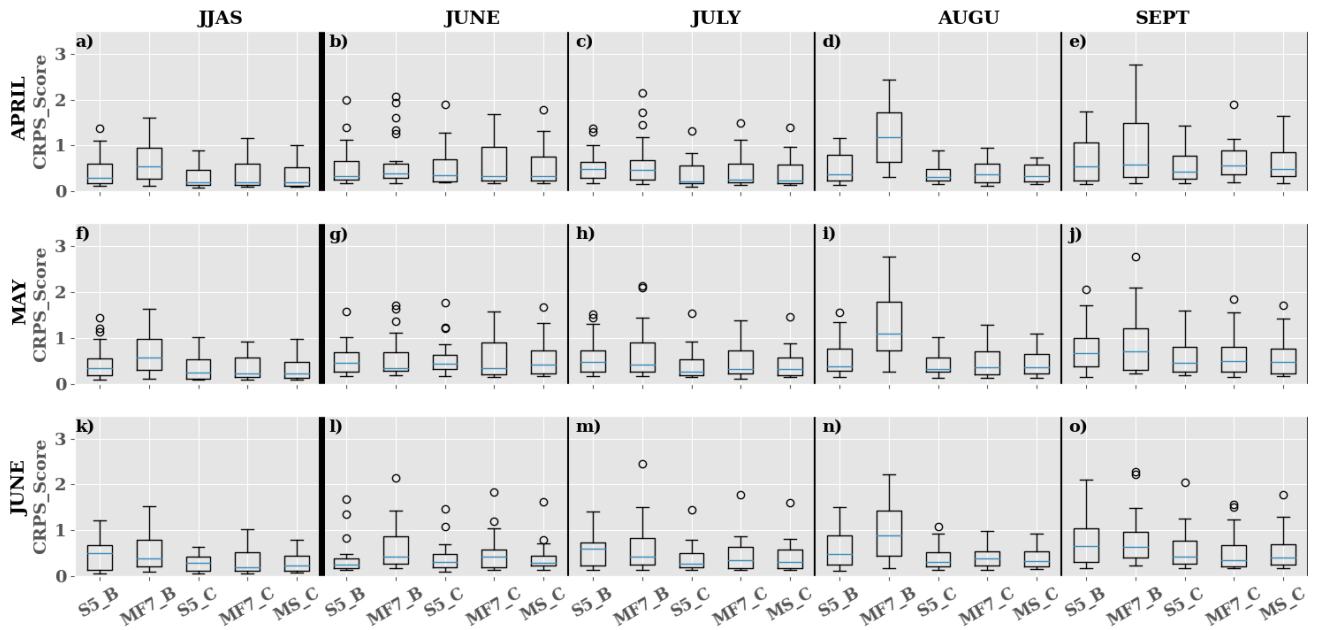 JJAS JUNE JULY AUGU SEPT
a) b) c) d) e)
APRIL
CRPS_Score
3
2
1
0
f) g) h) i) j)
MAY
CRPS_Score
3
2
1
0
k) l) m) n) o)
JUNE
CRPS_Score
3
2
1
0
S5_B MF7_B S5_C MF7_C MS_C S5_B MF7_B S5_C MF7_C MS_C S5_B MF7_B S5_C MF7_C MS_C S5_B MF7_B S5_C MF7_C MS_C S5_B MF7_B S5_C MF7_C MS_C